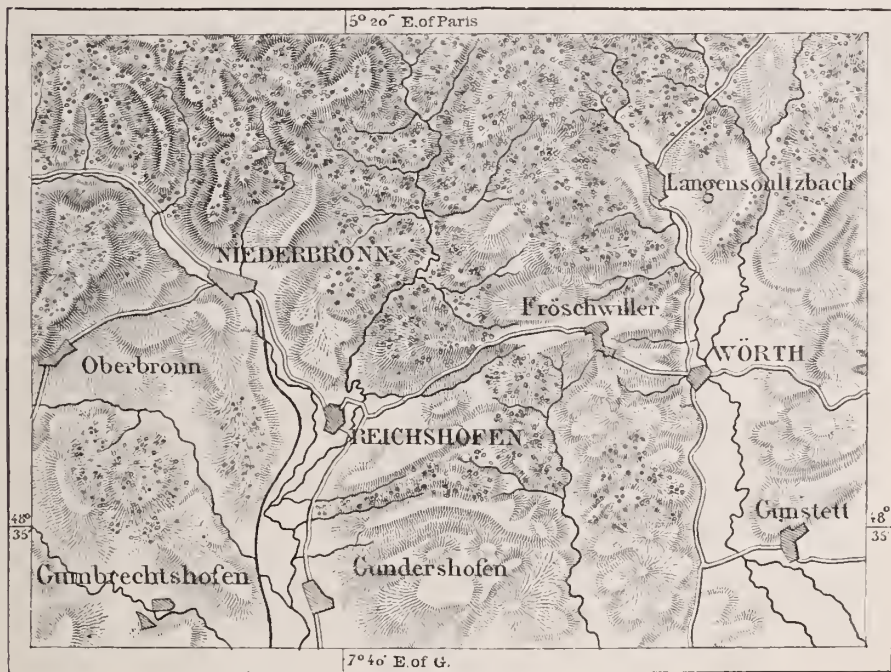 5° 20′ E. of Paris
Langensoultzbach
NIEDERBRONN
Fröschwiller
WÖRTH
Oberbronn
REICHSHOFEN
48°
35′
48°
35′
Gunstett
Gumbrechtshofen
Gundershofen
7° 40′ E. of G.